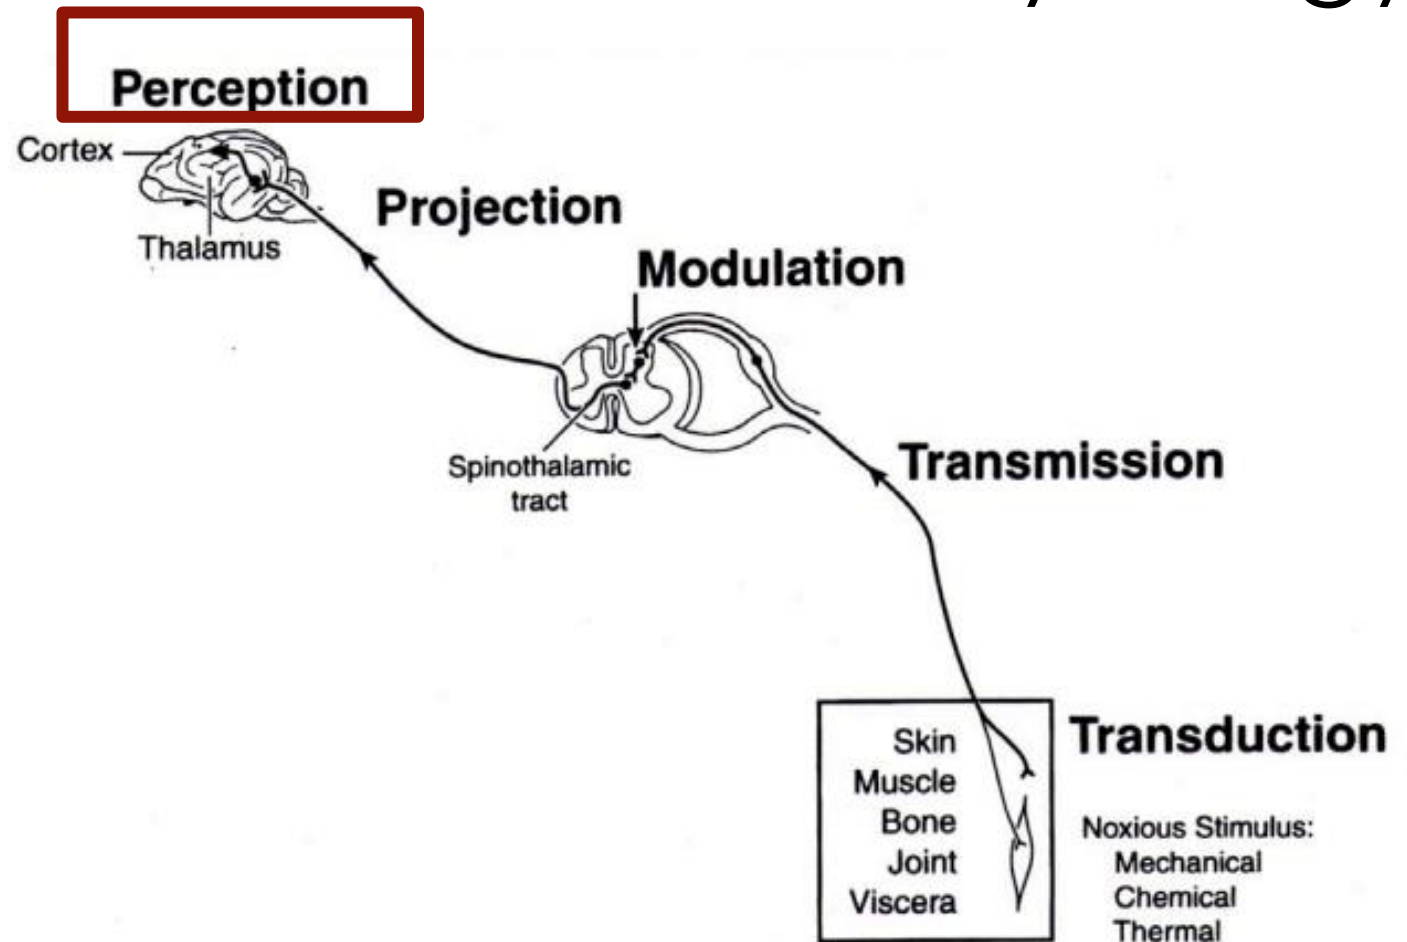 Perception
Cortex
Thalamus
Projection
Modulation
Spinothalamic
tract
Transmission
Transduction
Skin
Muscle
Bone
Joint
Viscera
Noxious Stimulus:
Mechanical
Chemical
Thermal